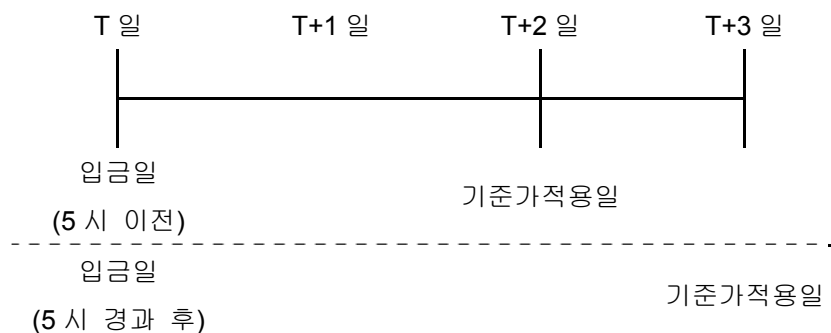 T 일 T+1 일 T+2 일 T+3 일
입금일
기준가적용일
(5 시 이전)
입금일
기준가적용일
(5 시 경과 후)